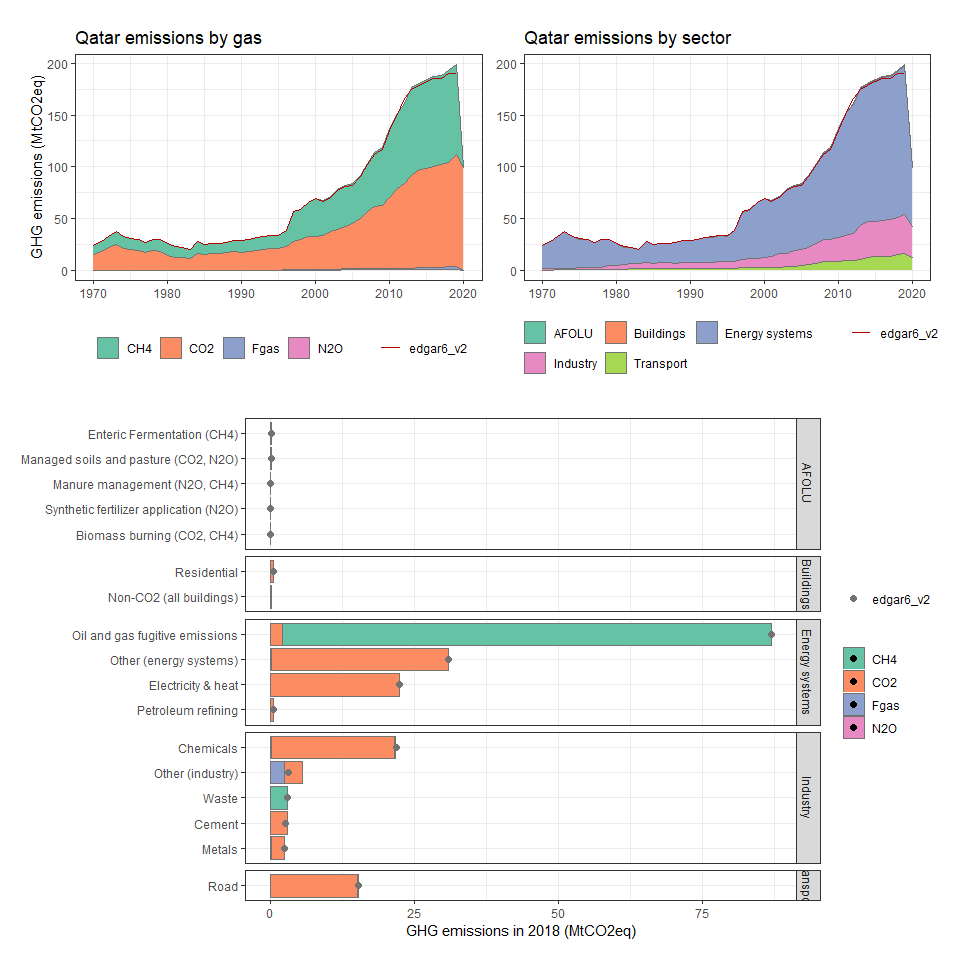 Qatar emissions by gas
Qatar emissions by sector
GHG emissions (MtCO2eq)
200
150
100
50
0
1970
1980
1990
2000
2010
2020
200
150
100
50
0
1970
1980
1990
2000
2010
2020
CH4
CO2
Fgas
N2O
edgar6_v2
AFOLU
Buildings
Energy systems
edgar6_v2
Industry
Transport
Enteric Fermentation (CH4)
Managed soils and pasture (CO2, N2O)
Manure management (N2O, CH4)
Synthetic fertilizer application (N2O)
Biomass burning (CO2, CH4)
AFOLU
Residential
Non-CO2 (all buildings)
Buildings
Oil and gas fugitive emissions
Other (energy systems)
Electricity & heat
Petroleum refining
Energy systems
Chemicals
Other (industry)
Waste
Cement
Metals
Industry
Road
anspo
0
25
50
75
GHG emissions in 2018 (MtCO2eq)
edgar6_v2
CH4
CO2
Fgas
N2O